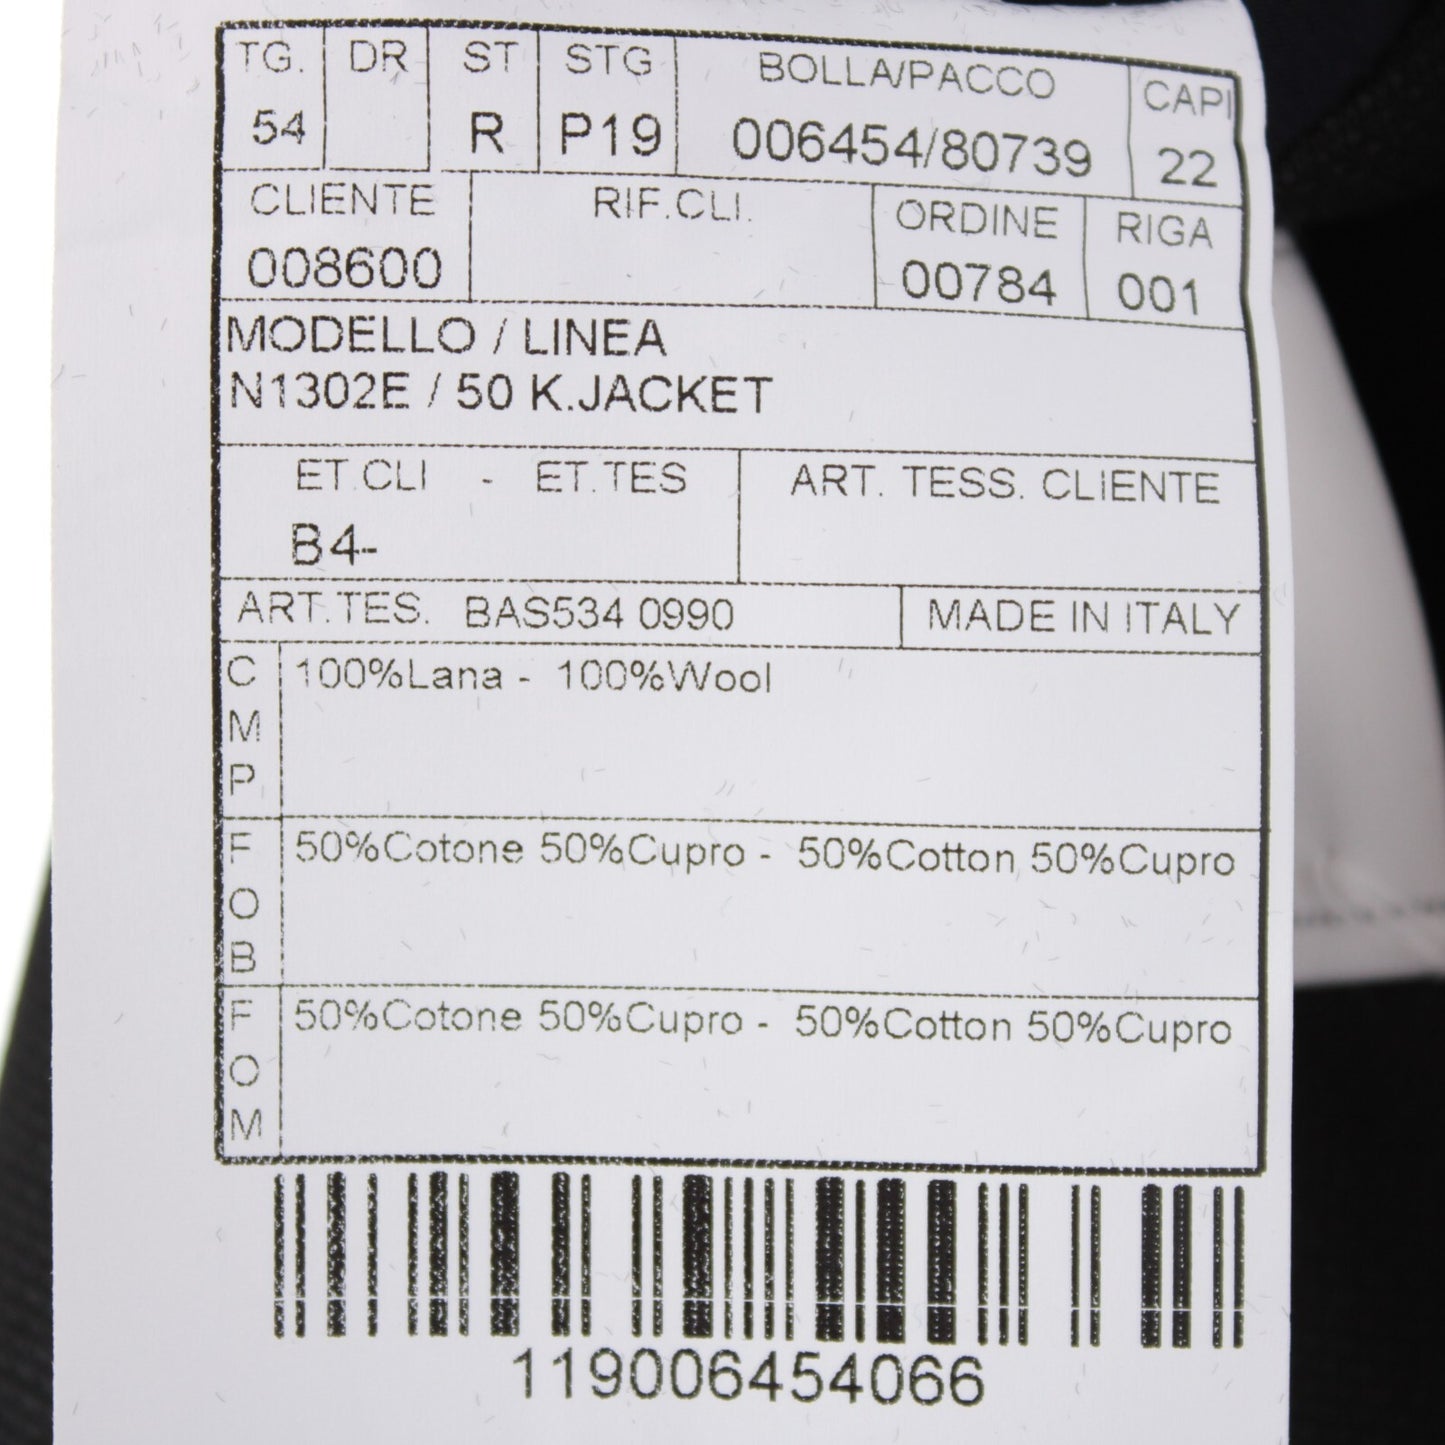 TG. DR ST STG BOLLA/PACCO CAPI
54 R P19 006454/80739 22
CLIENTE RIF.CLI. ORDINE RIGA
008600 00784 001
MODELLO / LINEA
N1302E / 50 K.JACKET
ET.CLI - ET.TES ART. TESS. CLIENTE
B4-
ART.TES. BAS534 0990 MADE IN ITALY
C 100%Lana - 100%Wool
M
P
F 50%Cotone 50%Cupro - 50%Cotton 50%Cupro
O
B
F 50%Cotone 50%Cupro - 50%Cotton 50%Cupro
O
M
119006454066